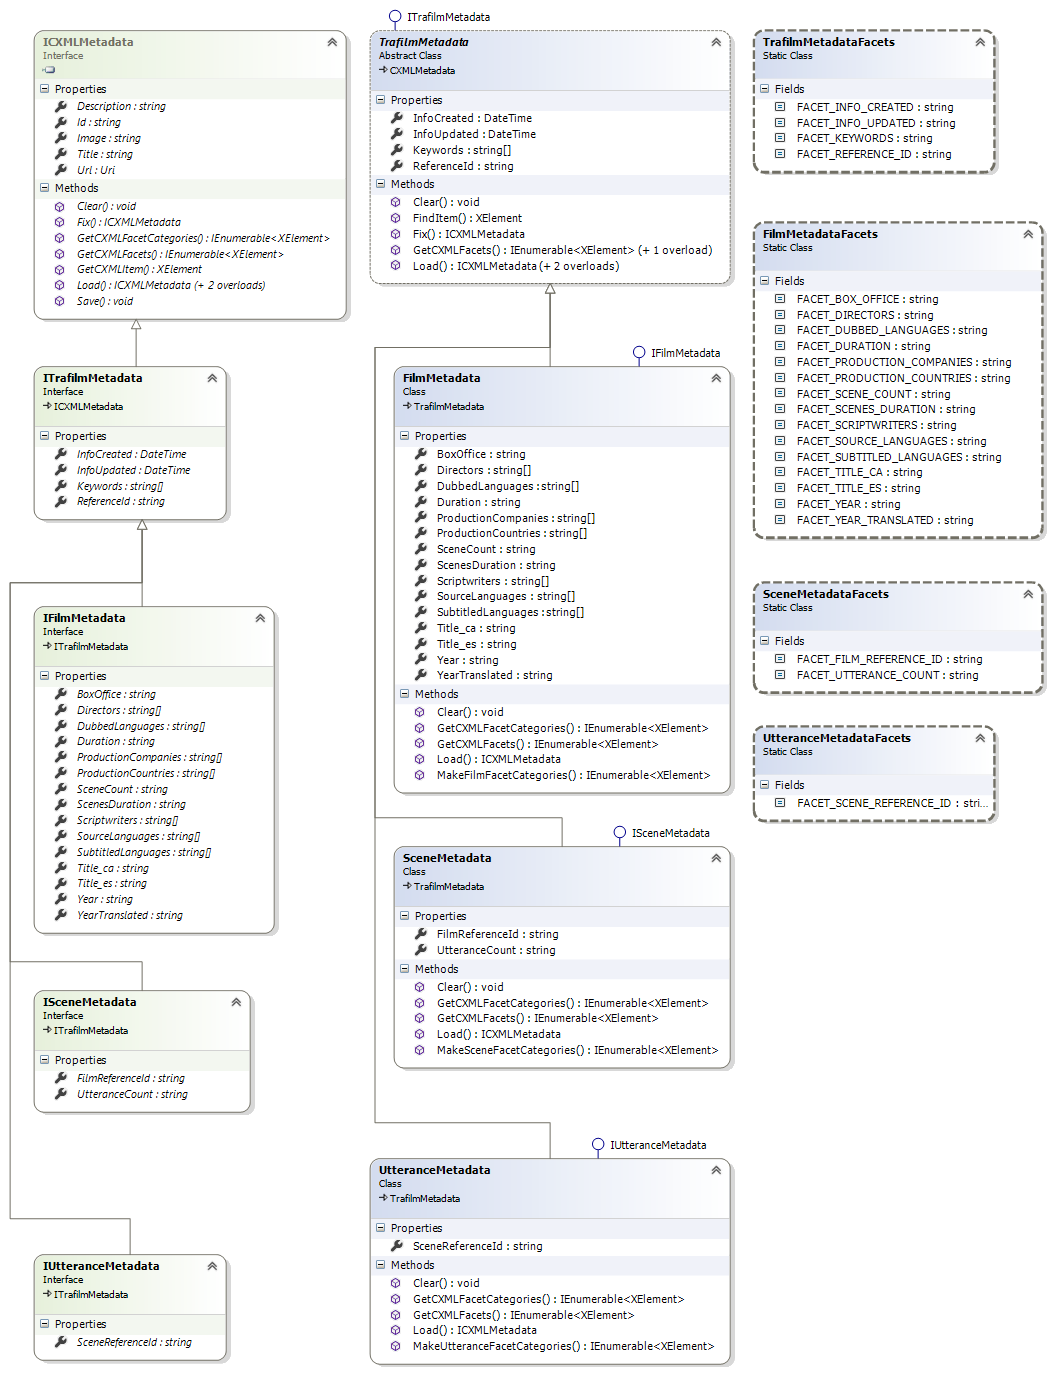 ICXMLMetadata
Interface
Properties
Description : string
Id : string
Image : string
Title : string
Url : Uri
Methods
Clear() : void
Fix() : ICXMLMetadata
GetCXMLFacetCategories() : IEnumerable<XElement>
GetCXMLFacets() : IEnumerable<XElement>
GetCXMLItem() : XElement
Load() : ICXMLMetadata (+ 2 overloads)
Save() : void
ITrafilmMetadata
Interface
ICXMLMetadata
Properties
InfoCreated : DateTime
InfoUpdated : DateTime
Keywords : string[]
ReferenceId : string
IFilmMetadata
Interface
ITrafilmMetadata
Properties
BoxOffice : string
Directors : string[]
DubbedLanguages : string[]
Duration : string
ProductionCompanies : string[]
ProductionCountries : string[]
SceneCount : string
ScenesDuration : string
Scriptwriters : string[]
SourceLanguages : string[]
SubtitledLanguages : string[]
Title_ca : string
Title_es : string
Year : string
YearTranslated : string
ISceneMetadata
Interface
ITrafilmMetadata
Properties
FilmReferenceId : string
UtteranceCount : string
IUtteranceMetadata
Interface
ITrafilmMetadata
Properties
SceneReferenceId : string
ITrafilmMetadata
TrafilmMetadata
Abstract Class
CXMLMetadata
Properties
InfoCreated : DateTime
InfoUpdated : DateTime
Keywords : string[]
ReferenceId : string
Methods
Clear() : void
FindItem() : XElement
Fix() : ICXMLMetadata
GetCXMLFacets() : IEnumerable<XElement> (+ 1 overload)
Load() : ICXMLMetadata (+ 2 overloads)
IFilmMetadata
FilmMetadata
Class
TrafilmMetadata
Properties
BoxOffice : string
Directors : string[]
DubbedLanguages : string[]
Duration : string
ProductionCompanies : string[]
ProductionCountries : string[]
SceneCount : string
ScenesDuration : string
Scriptwriters : string[]
SourceLanguages : string[]
SubtitledLanguages : string[]
Title_ca : string
Title_es : string
Year : string
YearTranslated : string
Methods
Clear() : void
GetCXMLFacetCategories() : IEnumerable<XElement>
GetCXMLFacets() : IEnumerable<XElement>
Load() : ICXMLMetadata
MakeFilmFacetCategories() : IEnumerable<XElement>
ISceneMetadata
SceneMetadata
Class
TrafilmMetadata
Properties
FilmReferenceId : string
UtteranceCount : string
Methods
Clear() : void
GetCXMLFacetCategories() : IEnumerable<XElement>
GetCXMLFacets() : IEnumerable<XElement>
Load() : ICXMLMetadata
MakeSceneFacetCategories() : IEnumerable<XElement>
IUtteranceMetadata
UtteranceMetadata
Class
TrafilmMetadata
Properties
SceneReferenceId : string
Methods
Clear() : void
GetCXMLFacetCategories() : IEnumerable<XElement>
GetCXMLFacets() : IEnumerable<XElement>
Load() : ICXMLMetadata
MakeUtteranceFacetCategories() : IEnumerable<XElement>
TrafilmMetadataFacets
Static Class
Fields
FACET_INFO_CREATED : string
FACET_INFO_UPDATED : string
FACET_KEYWORDS : string
FACET_REFERENCE_ID : string
FilmMetadataFacets
Static Class
Fields
FACET_BOX_OFFICE : string
FACET_DIRECTORS : string
FACET_DUBBED_LANGUAGES : string
FACET_DURATION : string
FACET_PRODUCTION_COMPANIES : string
FACET_PRODUCTION_COUNTRIES : string
FACET_SCENE_COUNT : string
FACET_SCENES_DURATION : string
FACET_SCRIPTWRITERS : string
FACET_SOURCE_LANGUAGES : string
FACET_SUBTITLED_LANGUAGES : string
FACET_TITLE_CA : string
FACET_TITLE_ES : string
FACET_YEAR : string
FACET_YEAR_TRANSLATED : string
SceneMetadataFacets
Static Class
Fields
FACET_FILM_REFERENCE_ID : string
FACET_UTTERANCE_COUNT : string
UtteranceMetadataFacets
Static Class
Fields
FACET_SCENE_REFERENCE_ID : stri...